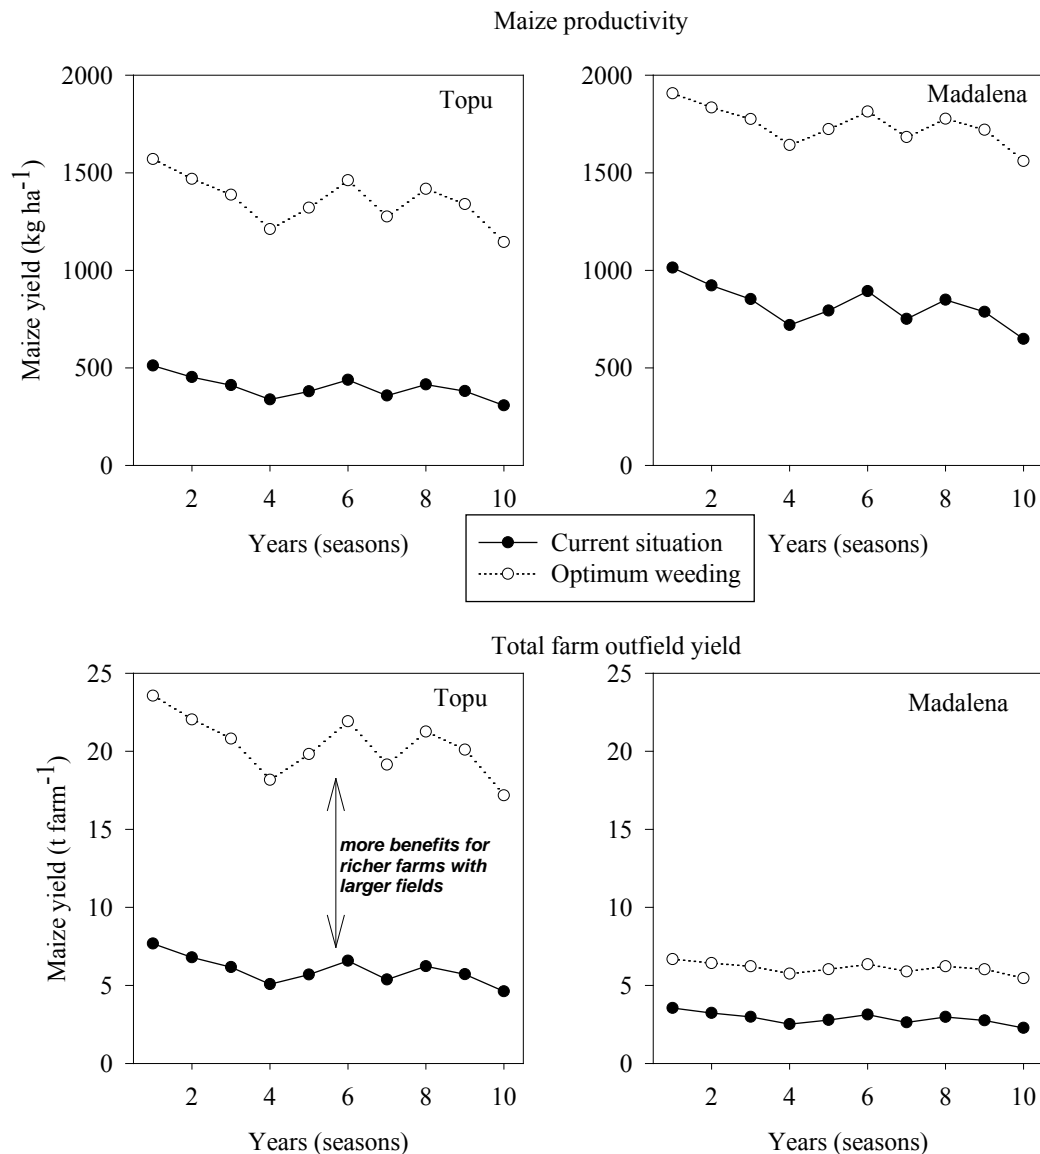 Maize productivity
Topu
Madalena
Maize yield (kg ha-1)
2000
1500
1000
500
0
2000
1500
1000
500
0
2 4 6 8 10
2 4 6 8 10
Years (seasons)
Years (seasons)
Current situation
Optimum weeding
Total farm outfield yield
Topu
Madalena
Maize yield (t farm-1)
25
20
15
10
5
0
25
20
15
10
5
0
more benefits for
richer farms with
larger fields
2 4 6 8 10
2 4 6 8 10
Years (seasons)
Years (seasons)